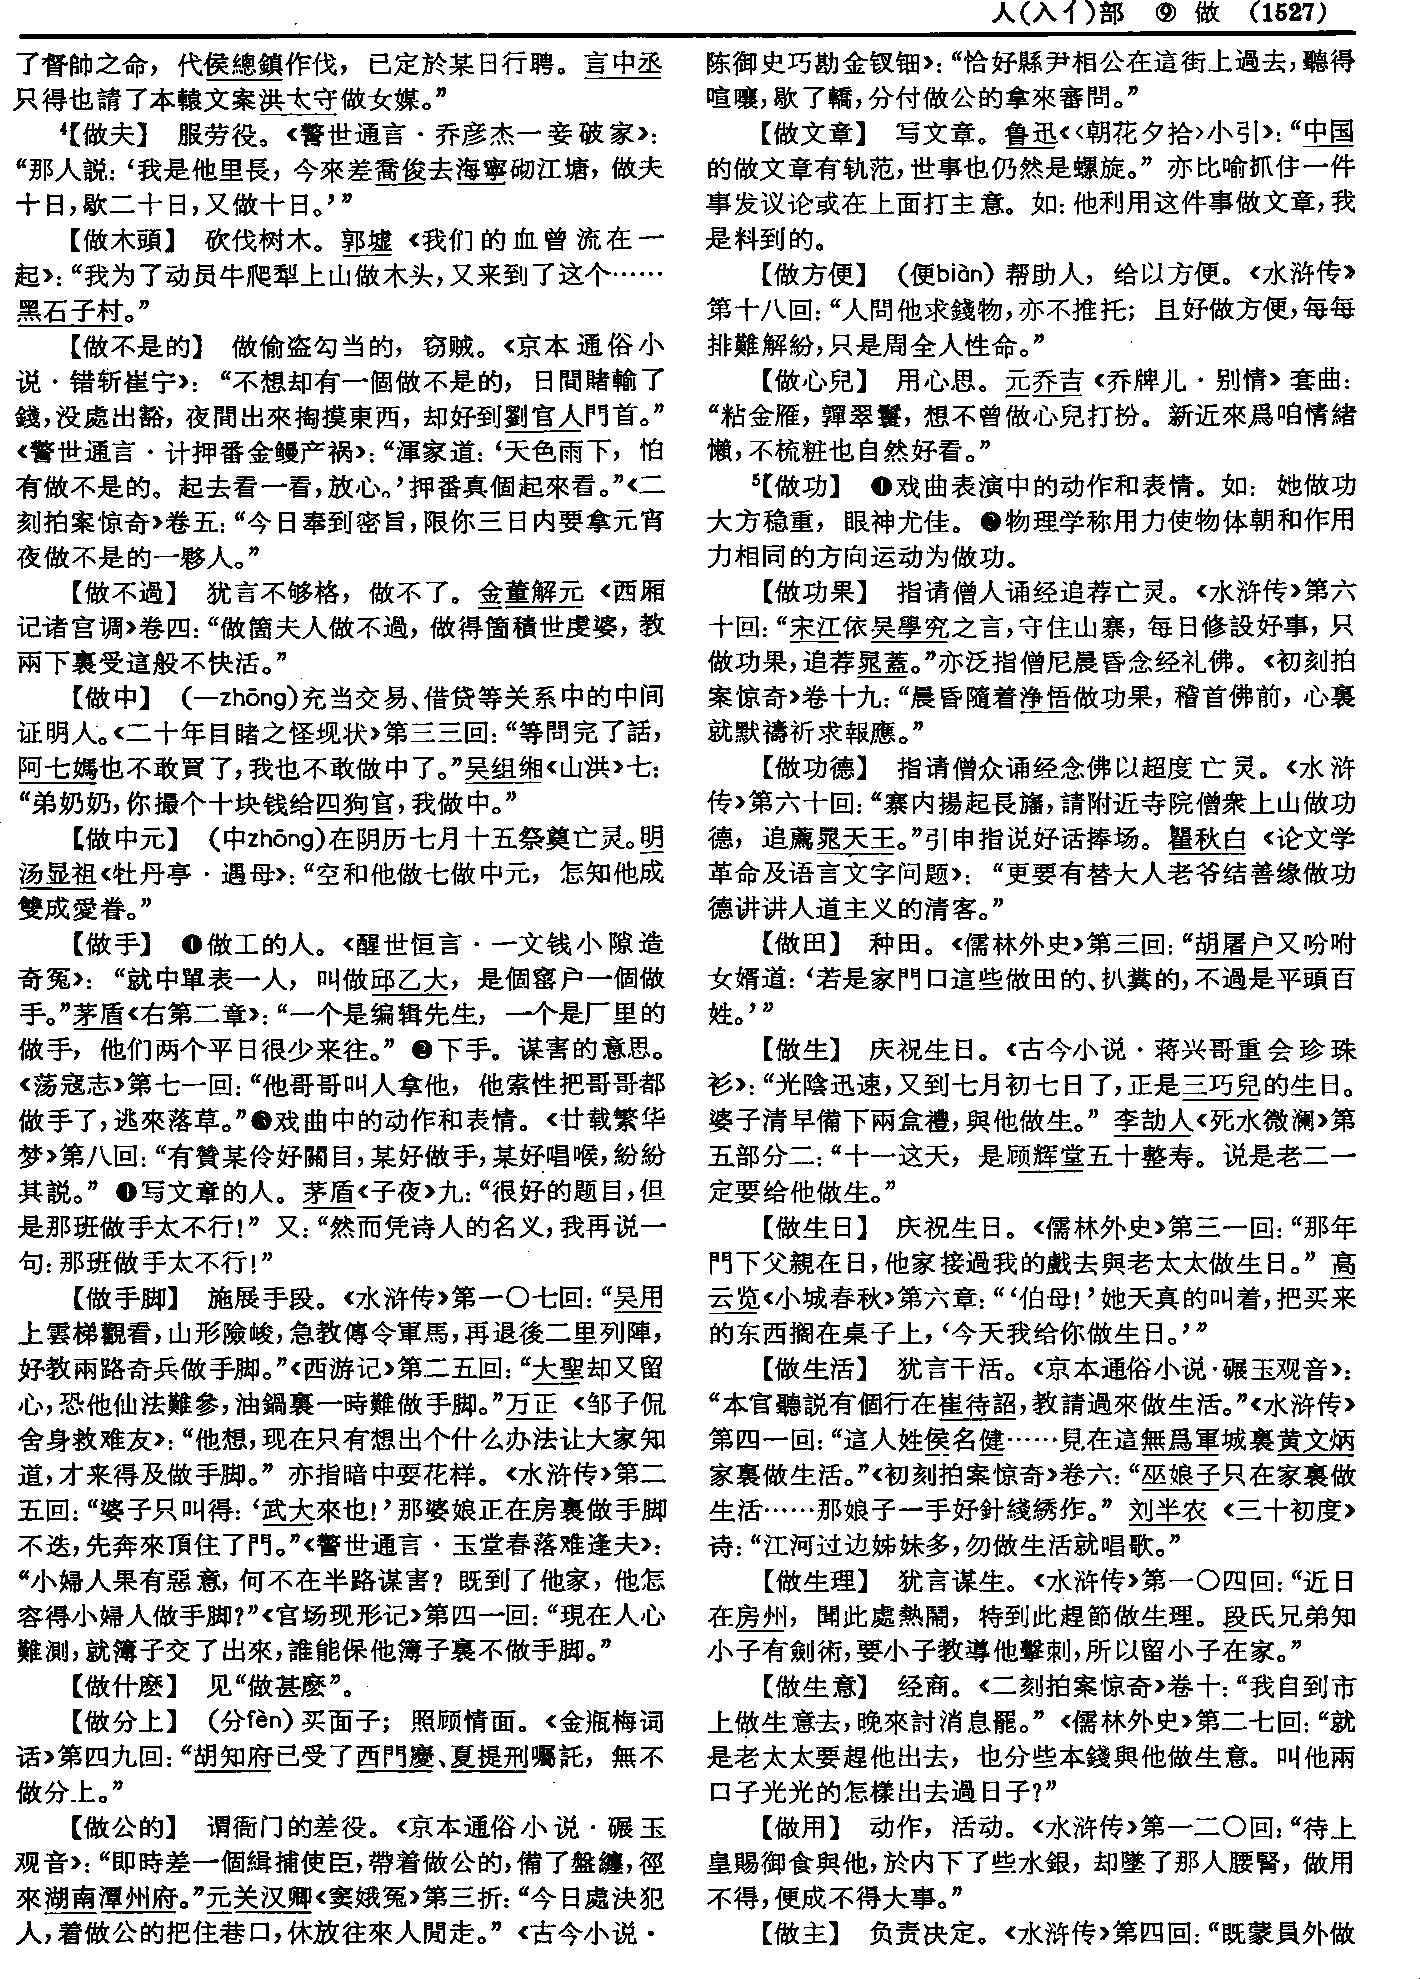 人(入亻)部 ⑨ 做 (1527)
了督帥之命，代侯總鎮作伐，已定於某日行聘。言中丞
只得也請了本轅文案洪太守做女媒。”
⁴【做夫】 服劳役。《警世通言·乔彦杰一妾破家》：
“那人説：‘我是他里長，今來差喬俊去海寧砌江塘，做夫
十日，歇二十日，又做十日。’”
【做木頭】 砍伐树木。郭墟《我们的血曾流在一
起》：“我为了动员牛爬犁上山做木头，又来到了这个……
黑石子村。”
【做不是的】 做偷盗勾当的，窃贼。《京本通俗小
说·错斩崔宁》：“不想却有一個做不是的，日間賭輸了
錢，没處出豁，夜間出來掏摸東西，却好到劉官人門首。”
《警世通言·计押番金鳗产祸》：“渾家道：‘天色雨下，怕
有做不是的。起去看一看，放心。’押番真個起來看。”《二
刻拍案惊奇》卷五：“今日奉到密旨，限你三日内要拿元宵
夜做不是的一夥人。”
【做不過】 犹言不够格，做不了。金董解元《西厢
记诸宫调》卷四：“做箇夫人做不過，做得箇積世虔婆，教
兩下裏受這般不快活。”
【做中】 (—zhōng)充当交易、借贷等关系中的中间
证明人。《二十年目睹之怪现状》第三三回：“等問完了話，
阿七媽也不敢買了，我也不敢做中了。”吴组缃《山洪》七：
“弟奶奶，你撮个十块钱给四狗官，我做中。”
【做中元】 (中zhōng)在阴历七月十五祭奠亡灵。明
汤显祖《牡丹亭·遇母》：“空和他做七做中元，怎知他成
雙成愛眷。”
【做手】 ❶做工的人。《醒世恒言·一文钱小隙造
奇冤》：“就中單表一人，叫做邱乙大，是個窰户一個做
手。”茅盾《右第二章》：“一个是编辑先生，一个是厂里的
做手，他们两个平日很少来往。” ❷下手。谋害的意思。
《荡寇志》第七一回：“他哥哥叫人拿他，他索性把哥哥都
做手了，逃來落草。”❸戏曲中的动作和表情。《廿载繁华
梦》第八回：“有贊某伶好關目，某好做手，某好唱喉，紛紛
其説。” ❹写文章的人。茅盾《子夜》九：“很好的题目，但
是那班做手太不行！” 又：“然而凭诗人的名义，我再说一
句：那班做手太不行！”
【做手脚】 施展手段。《水浒传》第一〇七回：“吴用
上雲梯觀看，山形險峻，急教傳令軍馬，再退後二里列陣，
好教兩路奇兵做手脚。”《西游记》第二五回：“大聖却又留
心，恐他仙法難參，油鍋裏一時難做手脚。”万正《邹子侃
舍身救难友》：“他想，现在只有想出个什么办法让大家知
道，才来得及做手脚。” 亦指暗中耍花样。《水浒传》第二
五回：“婆子只叫得：‘武大來也！’那婆娘正在房裏做手脚
不迭，先奔來頂住了門。”《警世通言·玉堂春落难逢夫》：
“小婦人果有惡意，何不在半路谋害？既到了他家，他怎
容得小婦人做手脚？”《官场现形记》第四一回：“現在人心
難測，就簿子交了出來，誰能保他簿子裏不做手脚。”
【做什麽】 见“做甚麽”。
【做分上】 (分fèn)买面子；照顾情面。《金瓶梅词
话》第四九回：“胡知府已受了西門慶、夏提刑囑託，無不
做分上。”
【做公的】 谓衙门的差役。《京本通俗小说·碾玉
观音》：“即時差一個緝捕使臣，帶着做公的，備了盤纏，徑
來湖南潭州府。”元关汉卿《窦娥冤》第三折：“今日處決犯
人，着做公的把住巷口，休放往來人閒走。”《古今小说·
陈御史巧勘金钗钿》：“恰好縣尹相公在這街上過去，聽得
喧嚷，歇了轎，分付做公的拿來審問。”
【做文章】 写文章。鲁迅《〈朝花夕拾〉小引》：“中国
的做文章有轨范，世事也仍然是螺旋。” 亦比喻抓住一件
事发议论或在上面打主意。如：他利用这件事做文章，我
是料到的。
【做方便】 (便biàn)帮助人，给以方便。《水浒传》
第十八回：“人問他求錢物，亦不推托；且好做方便，每每
排難解紛，只是周全人性命。”
【做心兒】 用心思。元乔吉《乔牌儿·别情》套曲：
“粘金雁，嚲翠鬟，想不曾做心兒打扮。新近來爲咱情緒
懶，不梳粧也自然好看。”
⁵【做功】 ❶戏曲表演中的动作和表情。如：她做功
大方稳重，眼神尤佳。❷物理学称用力使物体朝和作用
力相同的方向运动为做功。
【做功果】 指请僧人诵经追荐亡灵。《水浒传》第六
十回：“宋江依吴學究之言，守住山寨，每日修設好事，只
做功果，追荐晁蓋。”亦泛指僧尼晨昏念经礼佛。《初刻拍
案惊奇》卷十九：“晨昏隨着净悟做功果，稽首佛前，心裏
就默禱祈求報應。”
【做功德】 指请僧众诵经念佛以超度亡灵。《水浒
传》第六十回：“寨内揚起長旛，請附近寺院僧衆上山做功
德，追薦晁天王。”引申指说好话捧场。瞿秋白《论文学
革命及语言文字问题》：“更要有替大人老爷结善缘做功
德讲讲人道主义的清客。”
【做田】 种田。《儒林外史》第三回：“胡屠户又吩咐
女婿道：‘若是家門口這些做田的、扒糞的，不過是平頭百
姓。’”
【做生】 庆祝生日。《古今小说·蒋兴哥重会珍珠
衫》：“光陰迅速，又到七月初七日了，正是三巧兒的生日。
婆子清早備下兩盒禮，與他做生。” 李劼人《死水微澜》第
五部分二：“十一这天，是顾辉堂五十整寿。说是老二一
定要给他做生。”
【做生日】 庆祝生日。《儒林外史》第三一回：“那年
門下父親在日，他家接過我的戲去與老太太做生日。” 高
云览《小城春秋》第六章：“‘伯母！’她天真的叫着，把买来
的东西搁在桌子上，‘今天我给你做生日。’”
【做生活】 犹言干活。《京本通俗小说·碾玉观音》：
“本官聽説有個行在崔待詔，教請過來做生活。”《水浒传》
第四一回：“這人姓侯名健……見在這無爲軍城裏黄文炳
家裏做生活。”《初刻拍案惊奇》卷六：“巫娘子只在家裏做
生活……那娘子一手好針綫綉作。” 刘半农《三十初度》
诗：“江河过边姊妹多，勿做生活就唱歌。”
【做生理】 犹言谋生。《水浒传》第一〇四回：“近日
在房州，聞此處熱鬧，特到此趕節做生理。段氏兄弟知
小子有劍術，要小子教導他擊刺，所以留小子在家。”
【做生意】 经商。《二刻拍案惊奇》卷十：“我自到市
上做生意去，晚來討消息罷。”《儒林外史》第二七回：“就
是老太太要趕他出去，也分些本錢與他做生意。叫他兩
口子光光的怎樣出去過日子？”
【做用】 动作，活动。《水浒传》第一二〇回：“待上
皇賜御食與他，於内下了些水銀，却墜了那人腰腎，做用
不得，便成不得大事。”
【做主】 负责决定。《水浒传》第四回：“既蒙員外做